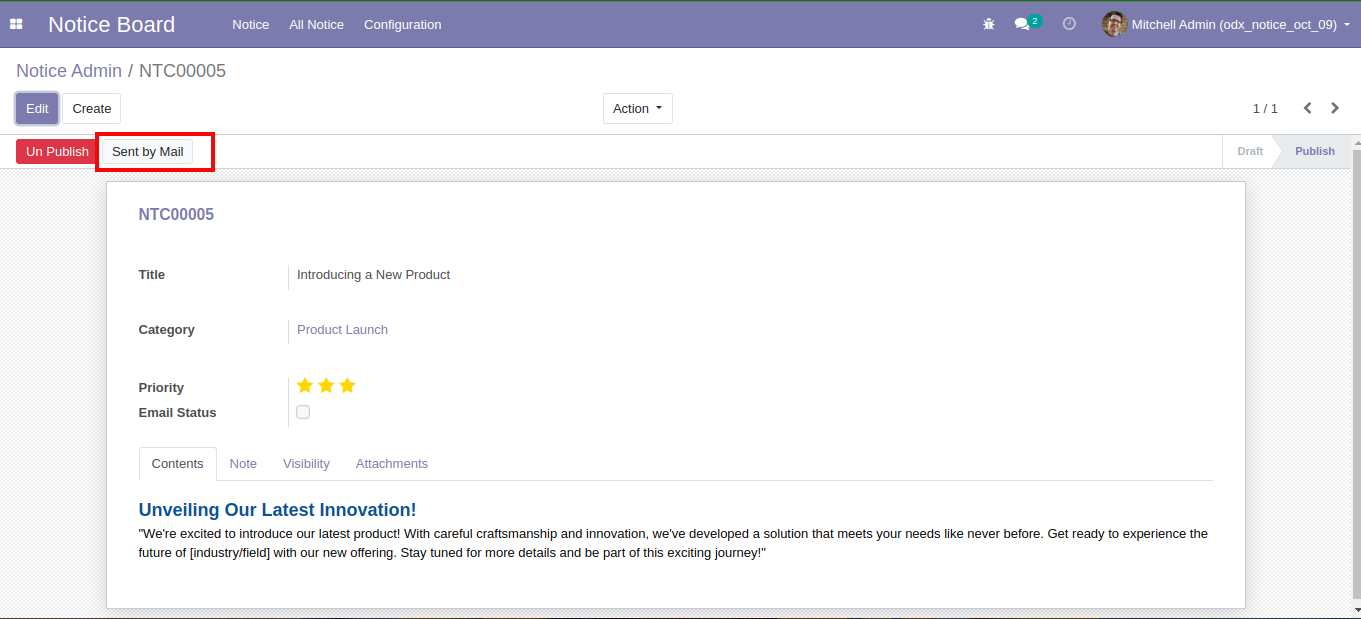 Notice Board Notice All Notice Configuration 2 Mitchell Admin (odx_notice_oct_09)
Notice Admin / NTC00005
Edit Create Action 1 / 1
Un Publish Sent by Mail Draft Publish
NTC00005
Title Introducing a New Product
Category Product Launch
Priority
Email Status
Contents Note Visibility Attachments
Unveiling Our Latest Innovation!
"We're excited to introduce our latest product! With careful craftsmanship and innovation, we've developed a solution that meets your needs like never before. Get ready to experience the
future of [industry/field] with our new offering. Stay tuned for more details and be part of this exciting journey!"